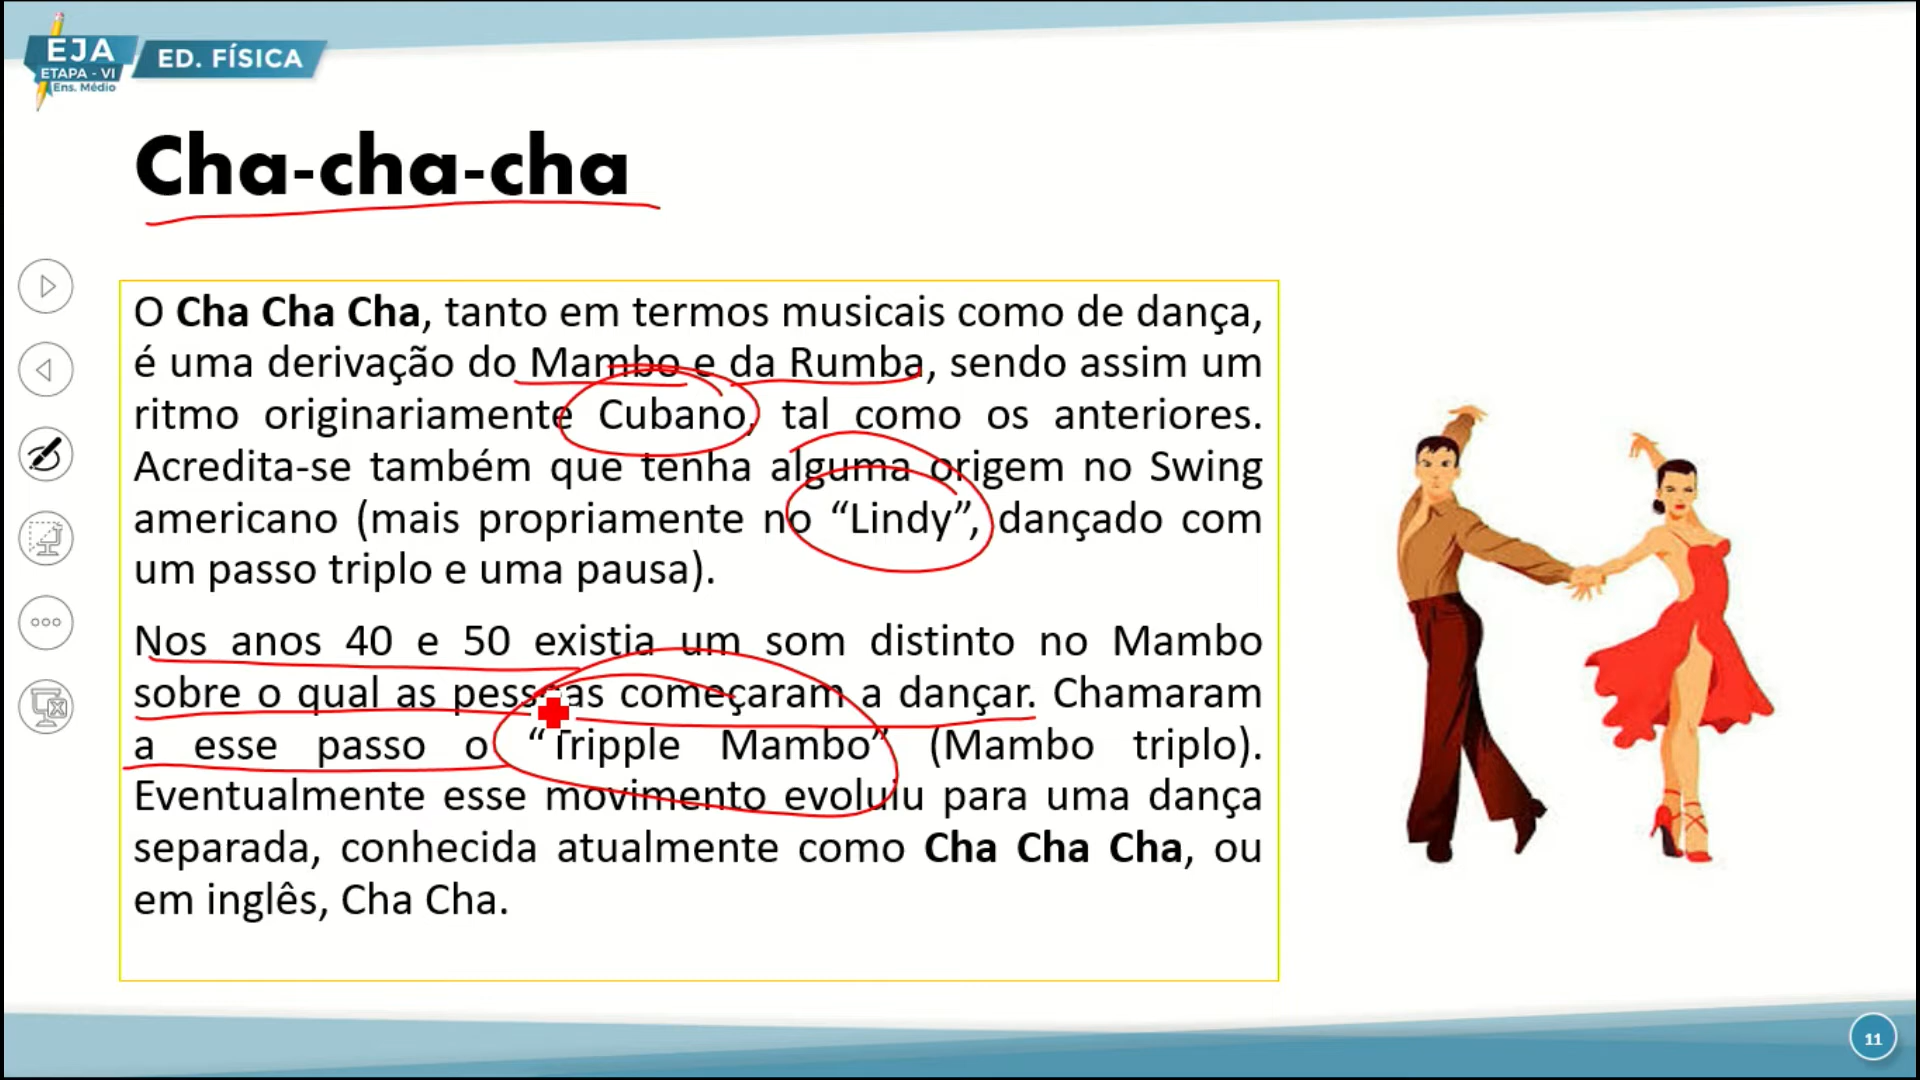 EJA
ETAPA - VI
Ens. Médio
ED. FÍSICA
Cha-cha-cha
O Cha Cha Cha, tanto em termos musicais como de dança,
é uma derivação do Mambo e da Rumba, sendo assim um
ritmo originariamente Cubano, tal como os anteriores.
Acredita-se também que tenha alguma origem no Swing
americano (mais propriamente no “Lindy”, dançado com
um passo triplo e uma pausa).
Nos anos 40 e 50 existia um som distinto no Mambo
sobre o qual as pessoas começaram a dançar. Chamaram
a esse passo o “Tripple Mambo” (Mambo triplo).
Eventualmente esse movimento evoluiu para uma dança
separada, conhecida atualmente como Cha Cha Cha, ou
em inglês, Cha Cha.
11